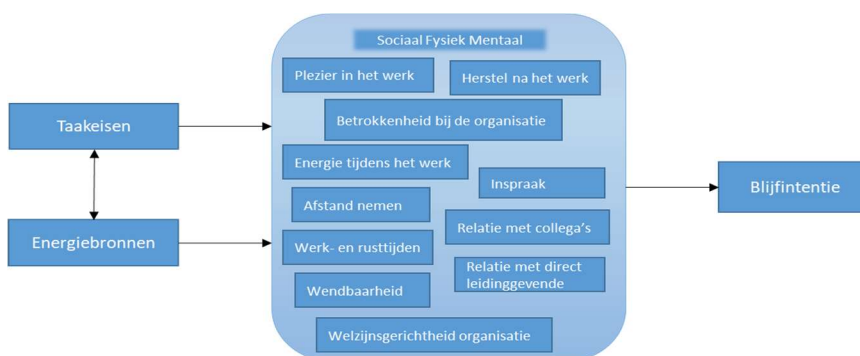 Sociaal Fysiek Mentaal
Plezier in het werk
Herstel na het werk
Taakeisen
Betrokkenheid bij de organisatie
Energie tijdens het werk
Inspraak
Blijfintentie
Afstand nemen
Energiebronnen
Relatie met collega's
Werk- en rusttijden
Relatie met direct
leidinggevende
Wendbaarheid
Welzijnsgerichtheid organisatie